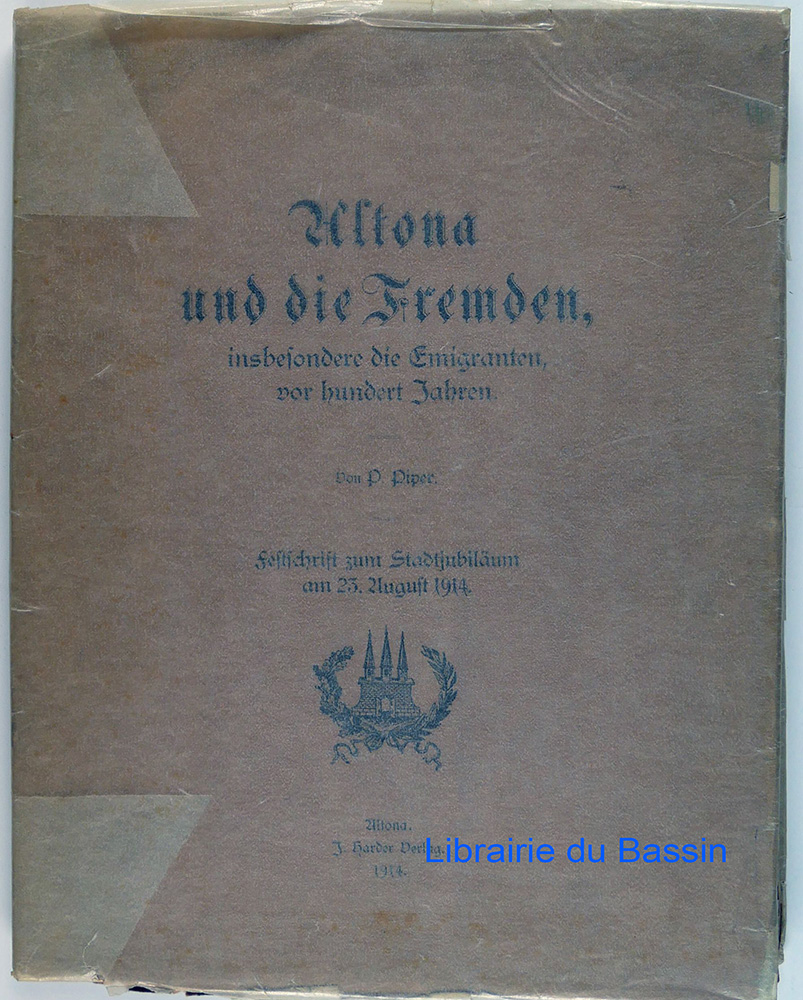 Altona
und die Fremden,
insbesondere die Emigranten,
vor hundert Jahren.
Von P. Piper.
Festschrift zum Stadtjubiläum
am 23. August 1914.
Altona.
J. Harder Verlag.
1914.
Librairie du Bassin